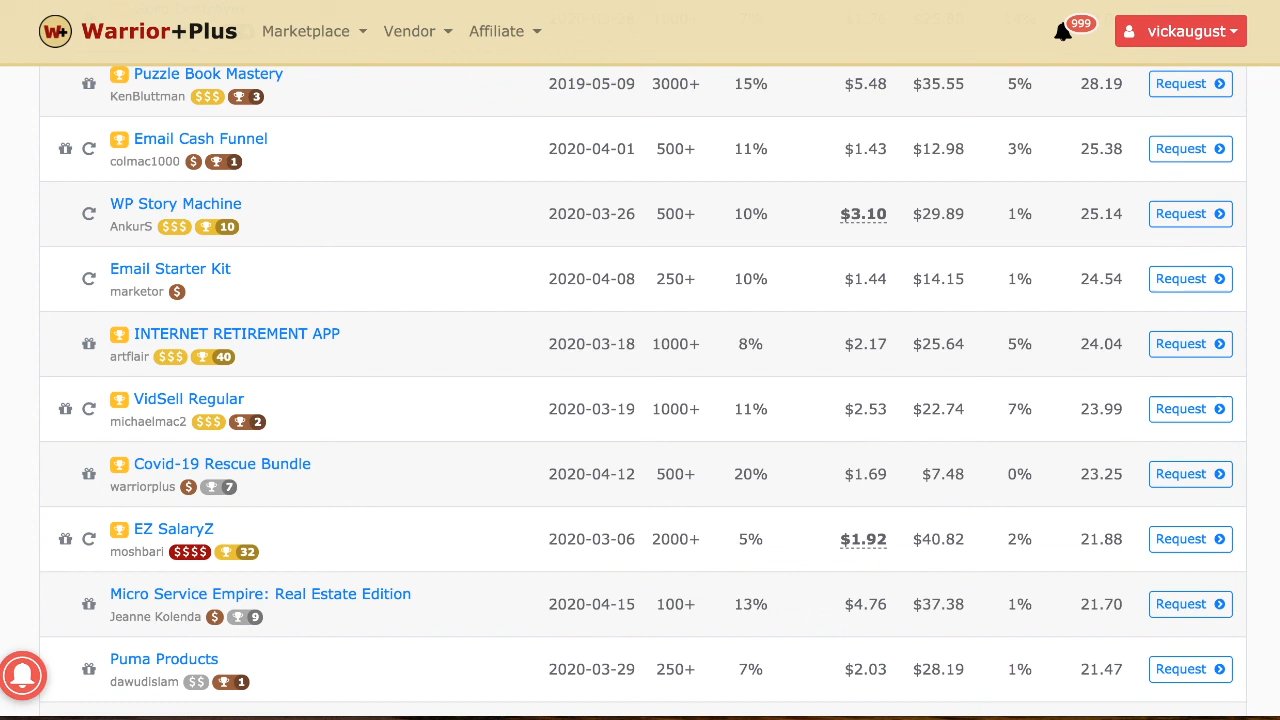 W+ Warrior+Plus Marketplace Vendor Affiliate 999 vickaugust
Puzzle Book Mastery 2019-05-09 3000+ 15% $5.48 $35.55 5% 28.19 Request
KenBluttman $$$ 3
Email Cash Funnel 2020-04-01 500+ 11% $1.43 $12.98 3% 25.38 Request
colmac1000 $ 1
WP Story Machine 2020-03-26 500+ 10% $3.10 $29.89 1% 25.14 Request
AnkurS $$$ 10
Email Starter Kit 2020-04-08 250+ 10% $1.44 $14.15 1% 24.54 Request
marketor $
INTERNET RETIREMENT APP 2020-03-18 1000+ 8% $2.17 $25.64 5% 24.04 Request
artflair $$$ 40
VidSell Regular 2020-03-19 1000+ 11% $2.53 $22.74 7% 23.99 Request
michaelmac2 $$$ 2
Covid-19 Rescue Bundle 2020-04-12 500+ 20% $1.69 $7.48 0% 23.25 Request
warriorplus $ 7
EZ SalaryZ 2020-03-06 2000+ 5% $1.92 $40.82 2% 21.88 Request
moshbari $$$$ 32
Micro Service Empire: Real Estate Edition 2020-04-15 100+ 13% $4.76 $37.38 1% 21.70 Request
Jeanne Kolenda $ 9
Puma Products 2020-03-29 250+ 7% $2.03 $28.19 1% 21.47 Request
dawudislam $$ 1